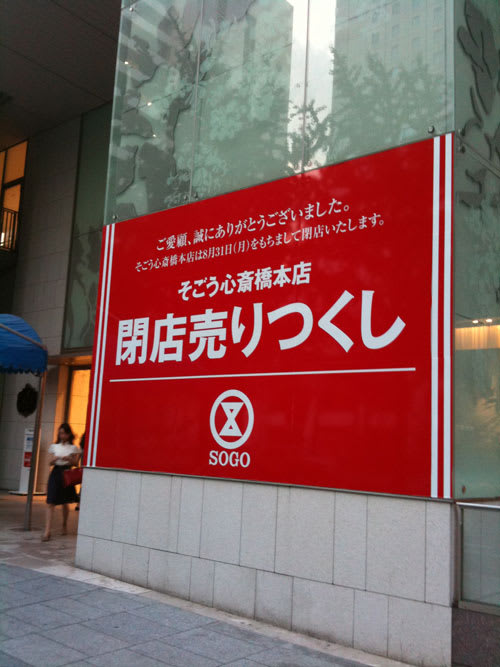 ご愛顧、誠にありがとうございました。
そごう心斎橋本店は8月31日(月)をもちまして閉店いたします。
そごう心斎橋本店
閉店売りつくし
SOGO